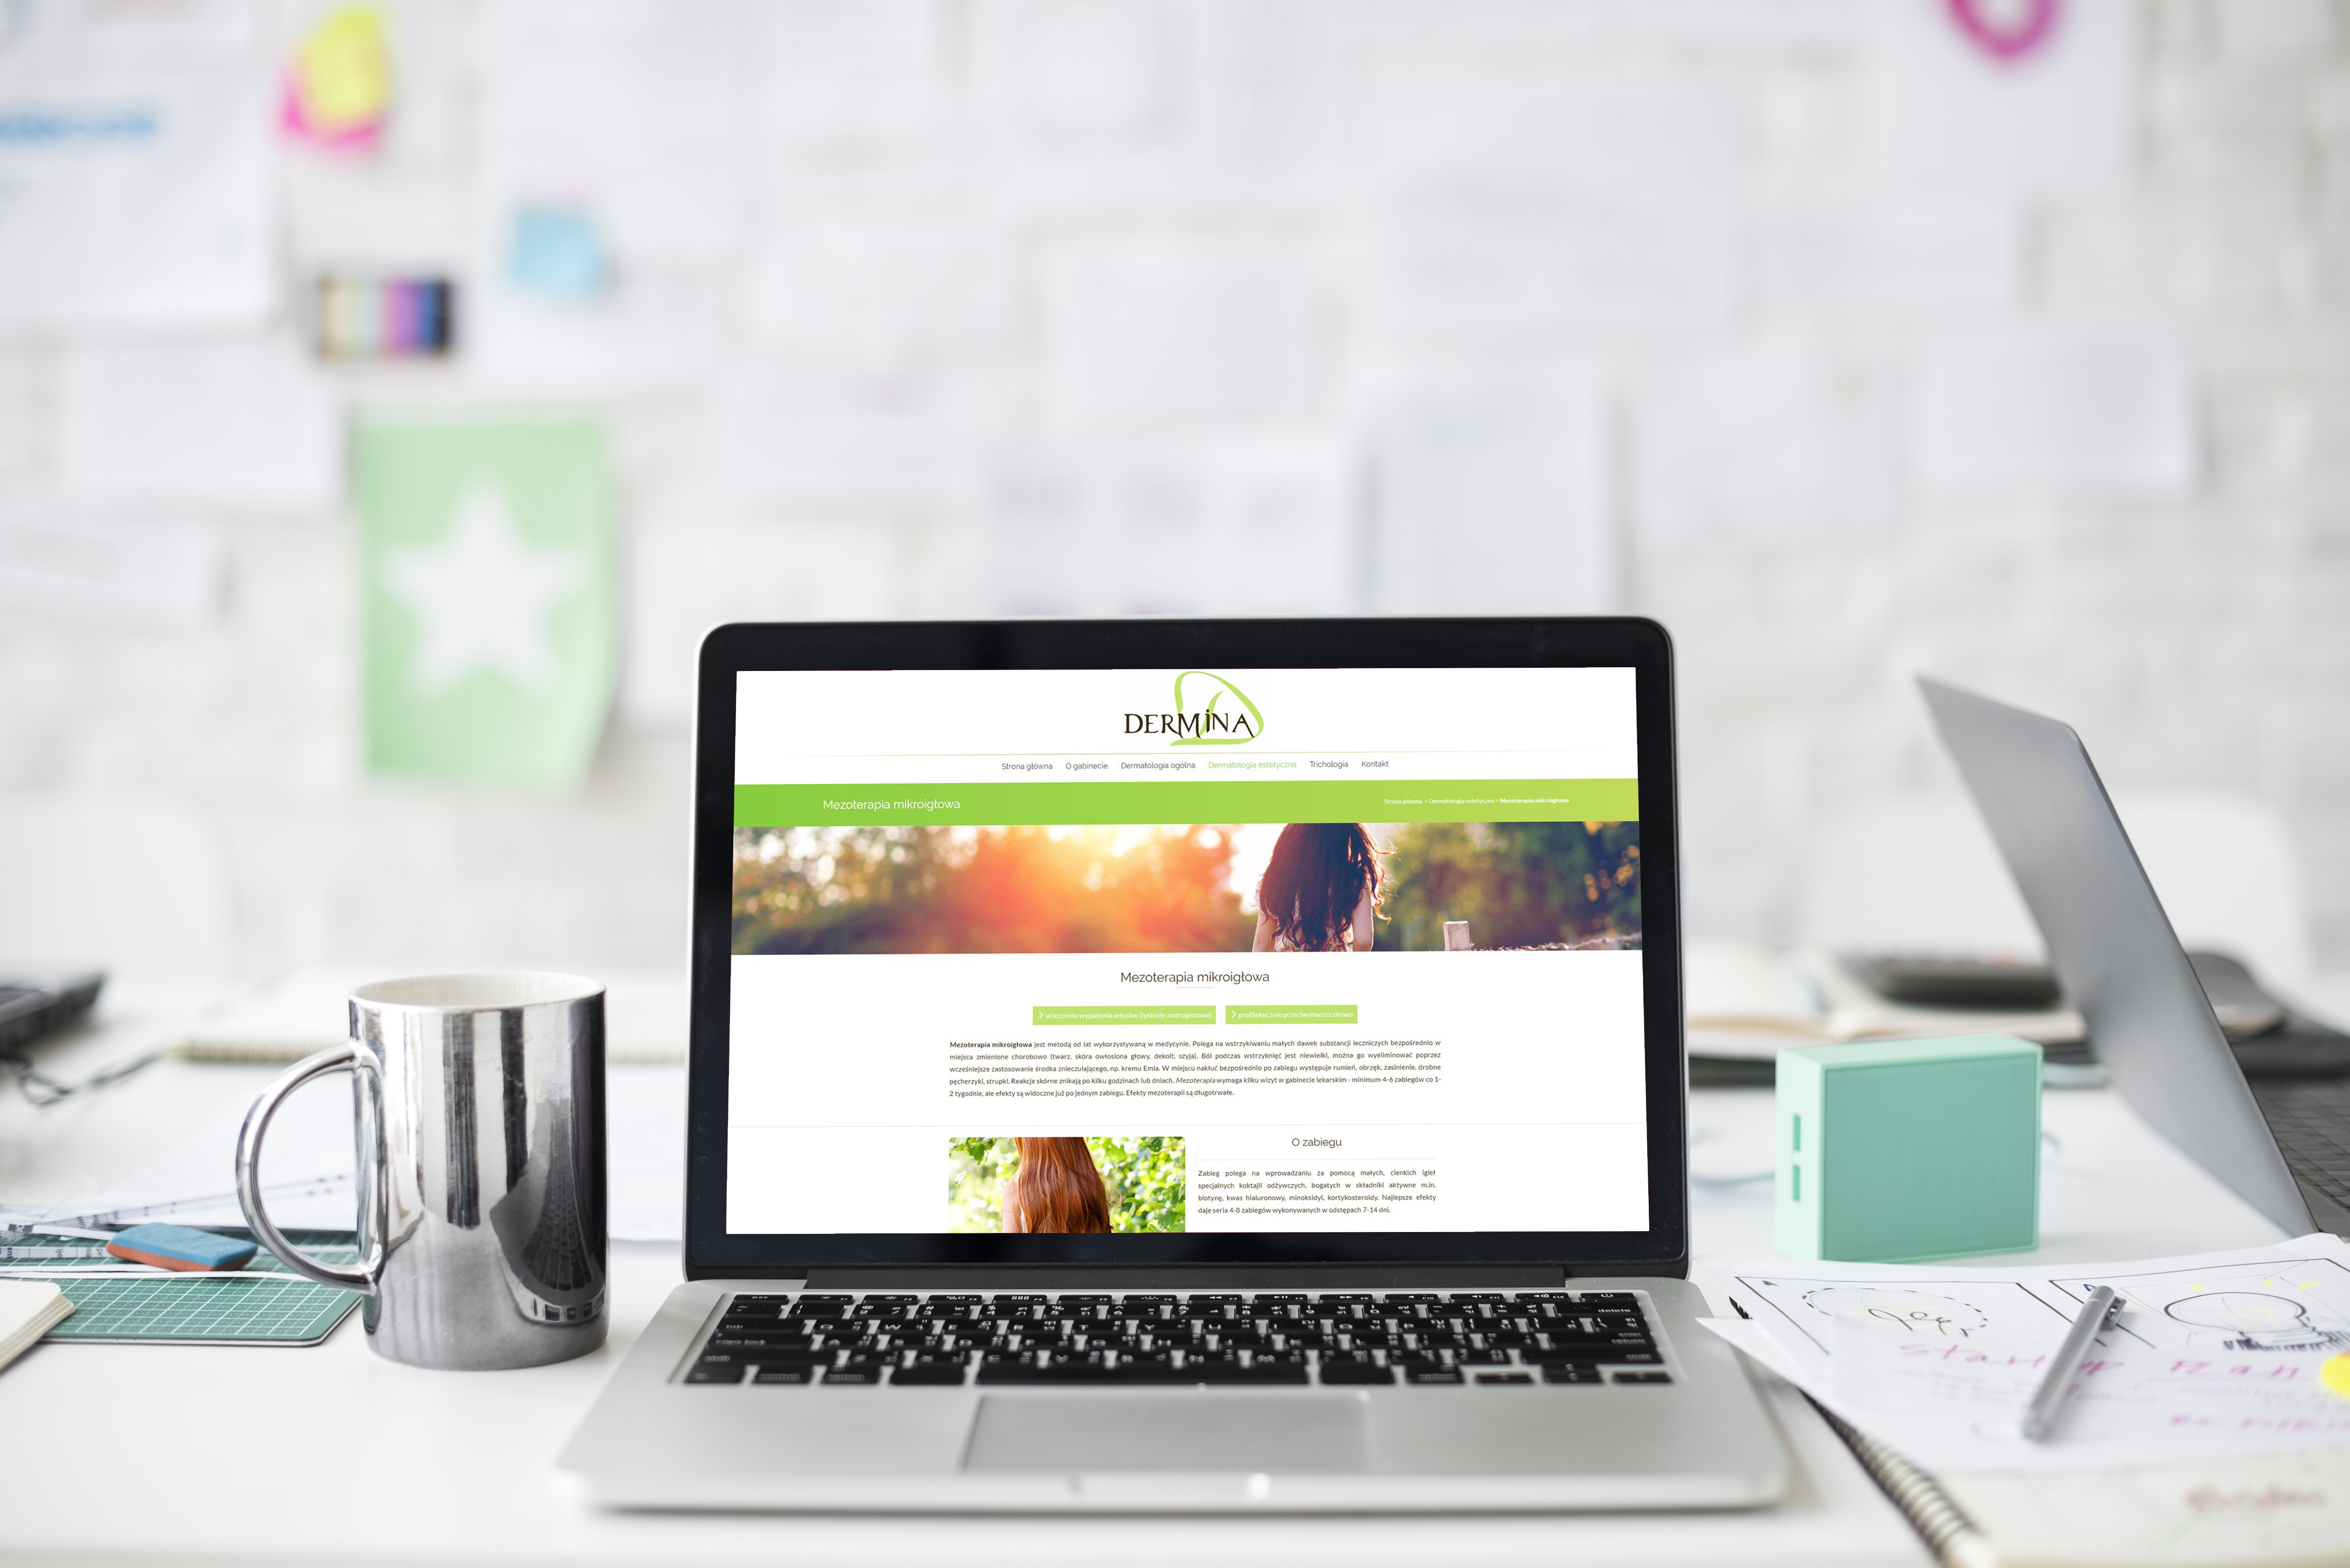 DERMINA
Strona główna O gabinecie Dermatologia ogólna Dermatologia estetyczna Trichologia Kontakt
Mezoterapia mikroigłowa
Strona główna > Dermatologia estetyczna > Mezoterapia mikroigłowa
Mezoterapia mikroigłowa
w leczeniu wypadania włosów (łysienie androgenowe) profilakycznie przeciwzmarszczkowo
Mezoterapia mikroigłowa jest metodą od lat wykorzystywaną w medycynie. Polega na wstrzykiwaniu małych dawek substancji leczniczych bezpośrednio w
miejsca zmienione chorobowo (twarz, skóra owłosiona głowy, dekolt, szyja). Ból podczas wstrzyknięć jest niewielki, można go wyeliminować poprzez
wcześniejsze zastosowanie środka znieczulającego, np. kremu Emla. W miejscu nakłuć bezpośrednio po zabiegu występuje rumień, obrzęk, zasinienie, drobne
pęcherzyki, strupki. Reakcje skórne znikają po kilku godzinach lub dniach. Mezoterapia wymaga kilku wizyt w gabinecie lekarskim - minimum 4-6 zabiegów co 1-
2 tygodnie, ale efekty są widoczne już po jednym zabiegu. Efekty mezoterapii są długotrwałe.
O zabiegu
Zabieg polega na wprowadzaniu za pomocą małych, cienkich igieł
specjalnych koktajli odżywczych, bogatych w składniki aktywne m.in.
biotynę, kwas hialuronowy, minoksidyl, kortykosteroidy. Najlepsze efekty
daje seria 4-8 zabiegów wykonywanych w odstępach 7-14 dni.
delete
startup